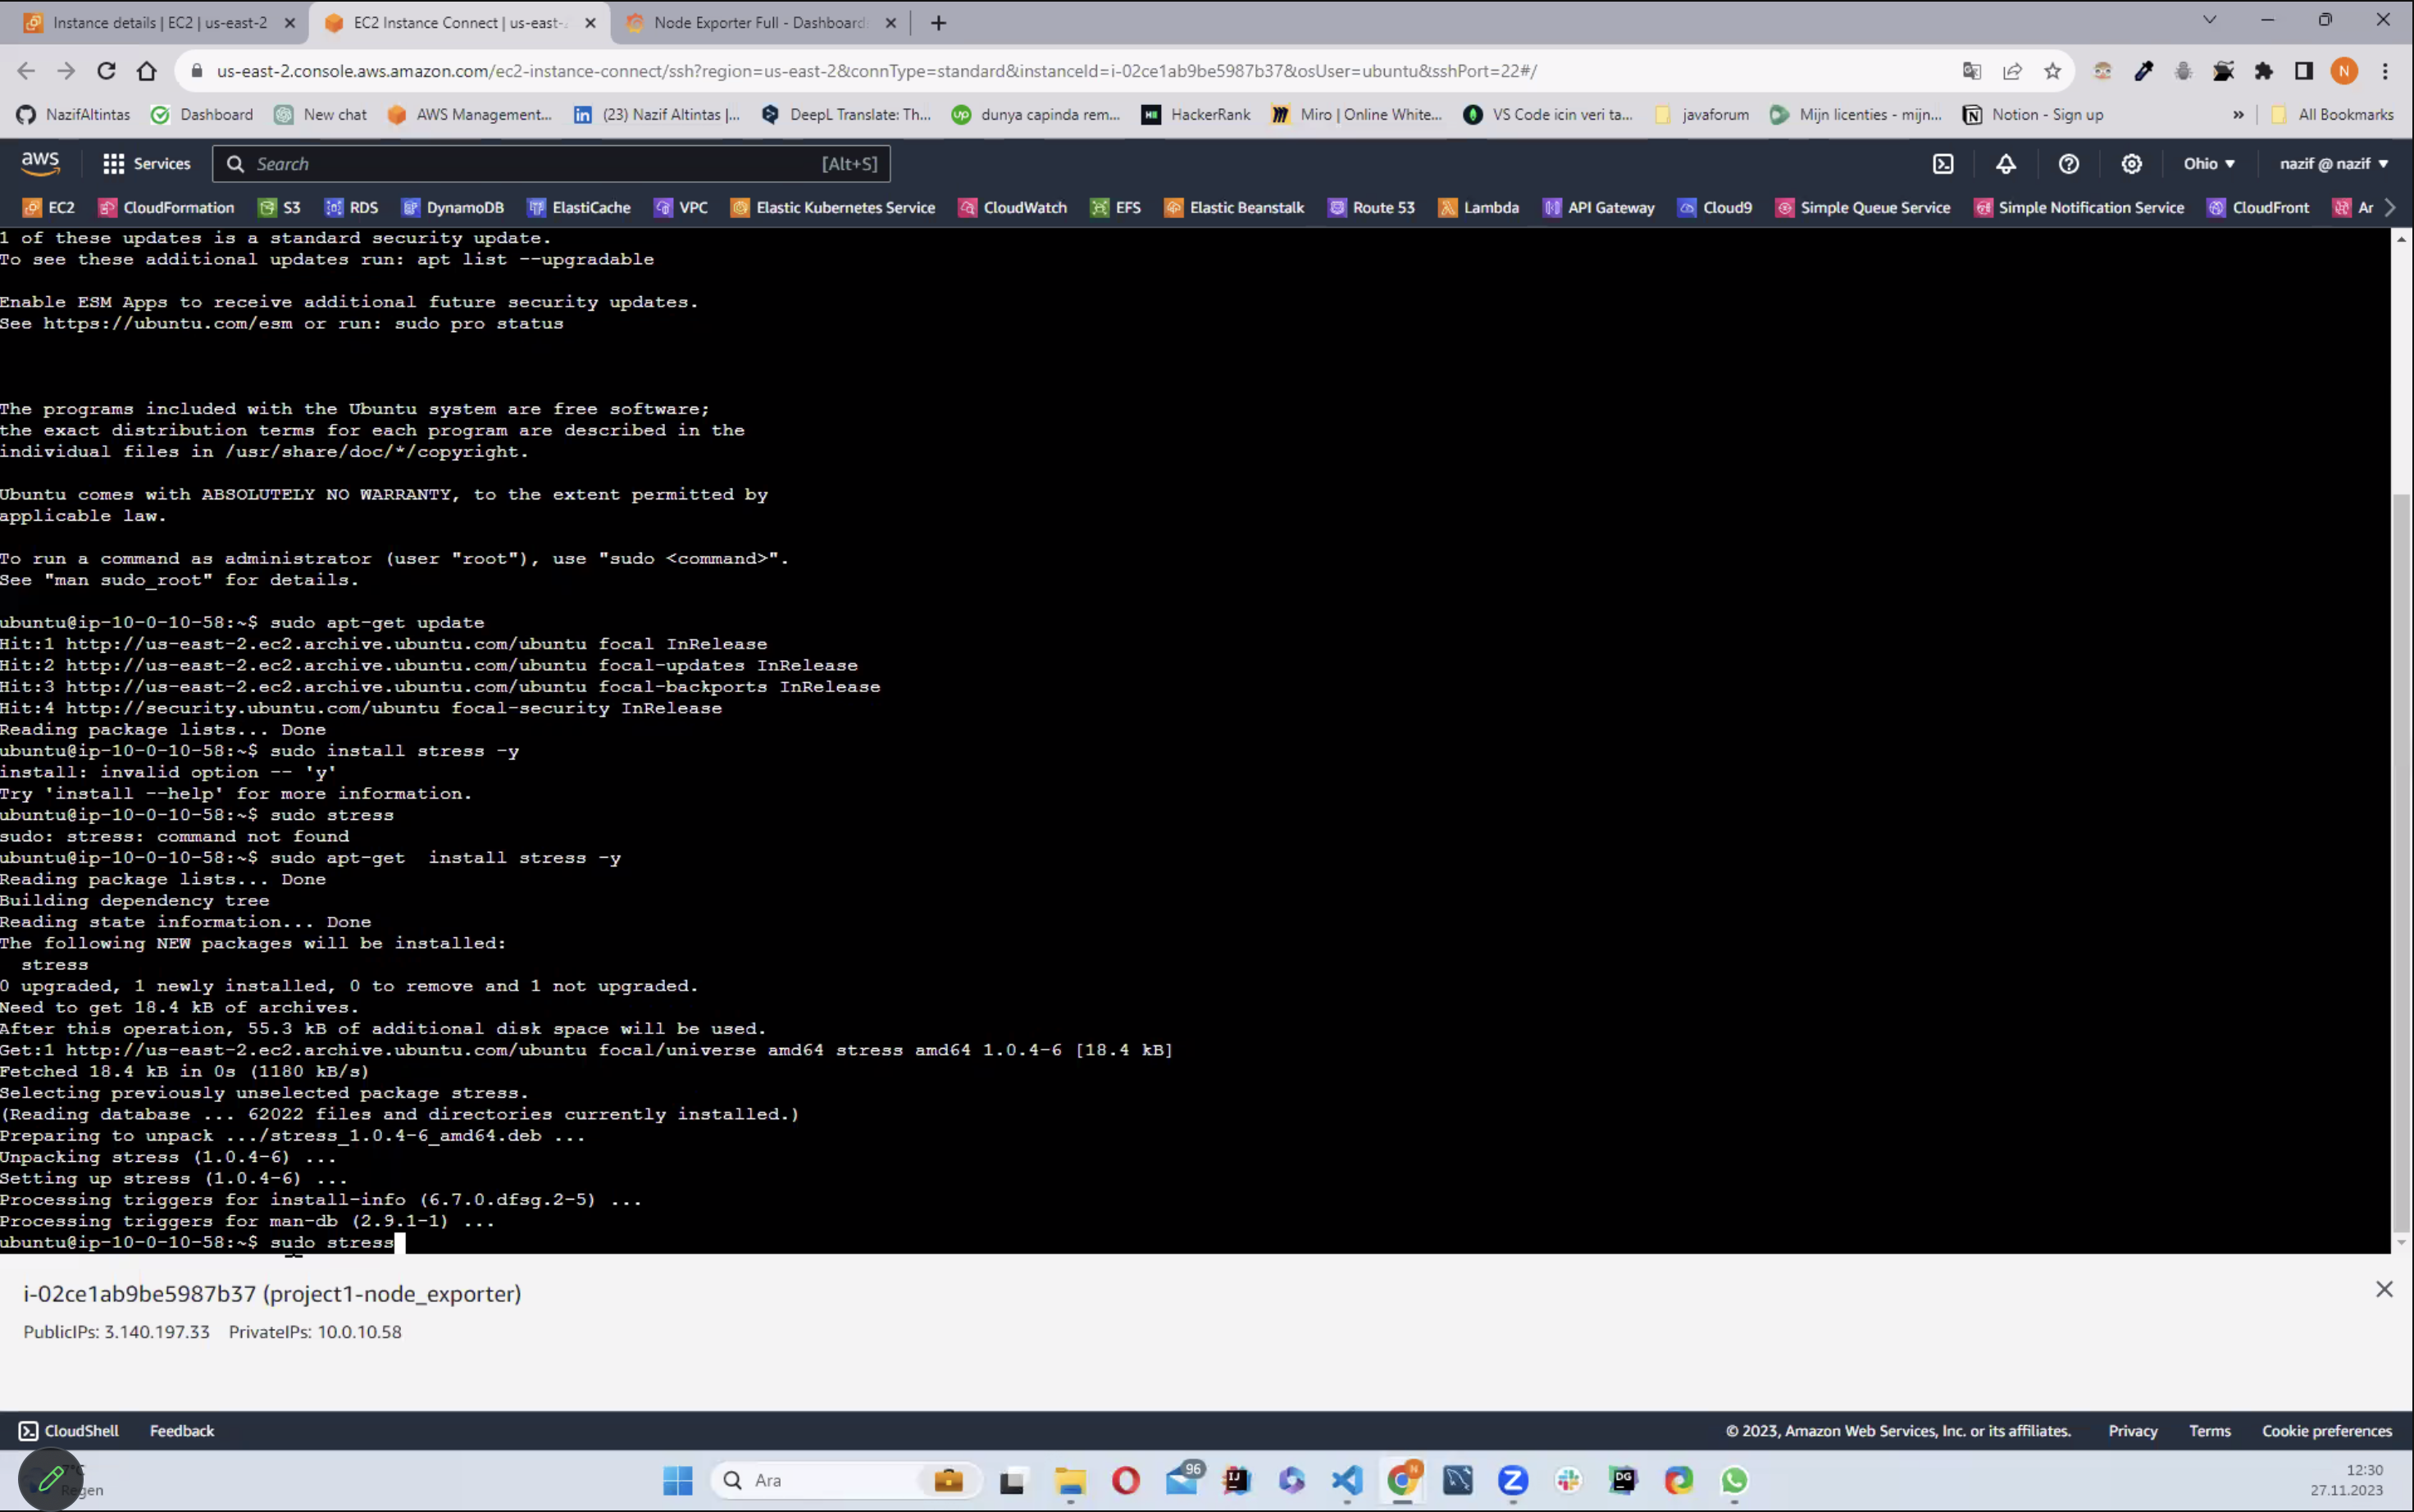 Instance details | EC2 | us-east-2
EC2 Instance Connect | us-east-
Node Exporter Full - Dashboard
us-east-2.console.aws.amazon.com/ec2-instance-connect/ssh?region=us-east-2&connType=standard&instanceId=i-02ce1ab9be5987b37&osUser=ubuntu&sshPort=22#/
N
NazifAltintas
Dashboard
New chat
AWS Management...
(23) Nazif Altintas |...
DeepL Translate: Th...
dunya capinda rem...
HackerRank
Miro | Online White...
VS Code icin veri ta...
javaforum
Mijn licenties - mijn...
Notion - Sign up
»
All Bookmarks
aws
Services
Search
[Alt+S]
Ohio
nazif @ nazif
EC2
CloudFormation
S3
RDS
DynamoDB
ElastiCache
VPC
Elastic Kubernetes Service
CloudWatch
EFS
Elastic Beanstalk
Route 53
Lambda
API Gateway
Cloud9
Simple Queue Service
Simple Notification Service
CloudFront
Ar
1 of these updates is a standard security update.
To see these additional updates run: apt list --upgradable
Enable ESM Apps to receive additional future security updates.
See https://ubuntu.com/esm or run: sudo pro status
The programs included with the Ubuntu system are free software;
the exact distribution terms for each program are described in the
individual files in /usr/share/doc/*/copyright.
Ubuntu comes with ABSOLUTELY NO WARRANTY, to the extent permitted by
applicable law.
To run a command as administrator (user "root"), use "sudo <command>".
See "man sudo_root" for details.
ubuntu@ip-10-0-10-58:~$ sudo apt-get update
Hit:1 http://us-east-2.ec2.archive.ubuntu.com/ubuntu focal InRelease
Hit:2 http://us-east-2.ec2.archive.ubuntu.com/ubuntu focal-updates InRelease
Hit:3 http://us-east-2.ec2.archive.ubuntu.com/ubuntu focal-backports InRelease
Hit:4 http://security.ubuntu.com/ubuntu focal-security InRelease
Reading package lists... Done
ubuntu@ip-10-0-10-58:~$ sudo install stress -y
install: invalid option -- 'y'
Try 'install --help' for more information.
ubuntu@ip-10-0-10-58:~$ sudo stress
sudo: stress: command not found
ubuntu@ip-10-0-10-58:~$ sudo apt-get  install stress -y
Reading package lists... Done
Building dependency tree
Reading state information... Done
The following NEW packages will be installed:
  stress
0 upgraded, 1 newly installed, 0 to remove and 1 not upgraded.
Need to get 18.4 kB of archives.
After this operation, 55.3 kB of additional disk space will be used.
Get:1 http://us-east-2.ec2.archive.ubuntu.com/ubuntu focal/universe amd64 stress amd64 1.0.4-6 [18.4 kB]
Fetched 18.4 kB in 0s (1180 kB/s)
Selecting previously unselected package stress.
(Reading database ... 62022 files and directories currently installed.)
Preparing to unpack .../stress_1.0.4-6_amd64.deb ...
Unpacking stress (1.0.4-6) ...
Setting up stress (1.0.4-6) ...
Processing triggers for install-info (6.7.0.dfsg.2-5) ...
Processing triggers for man-db (2.9.1-1) ...
ubuntu@ip-10-0-10-58:~$ sudo stress
i-02ce1ab9be5987b37 (project1-node_exporter)
PublicIPs: 3.140.197.33    PrivateIPs: 10.0.10.58
CloudShell
Feedback
© 2023, Amazon Web Services, Inc. or its affiliates.
Privacy
Terms
Cookie preferences
Regen
Ara
96
12:30
27.11.2023